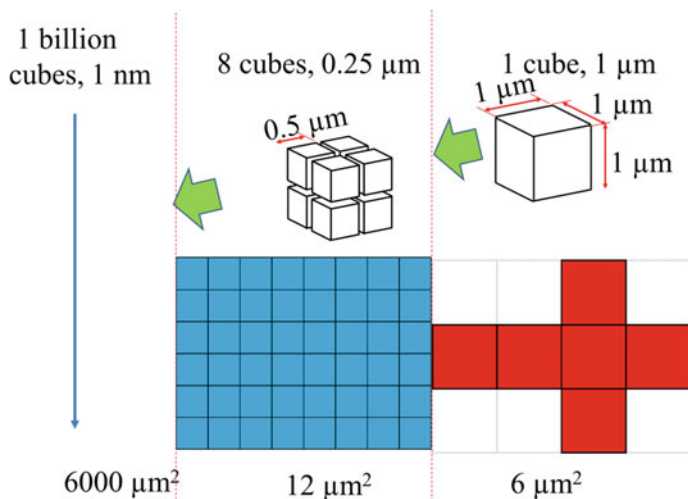 1 billion
cubes, 1 nm
8 cubes, 0.25 µm
1 cube, 1 µm
0.5 µm
1 µm
1 µm
1 µm
6000 µm²
12 µm²
6 µm²